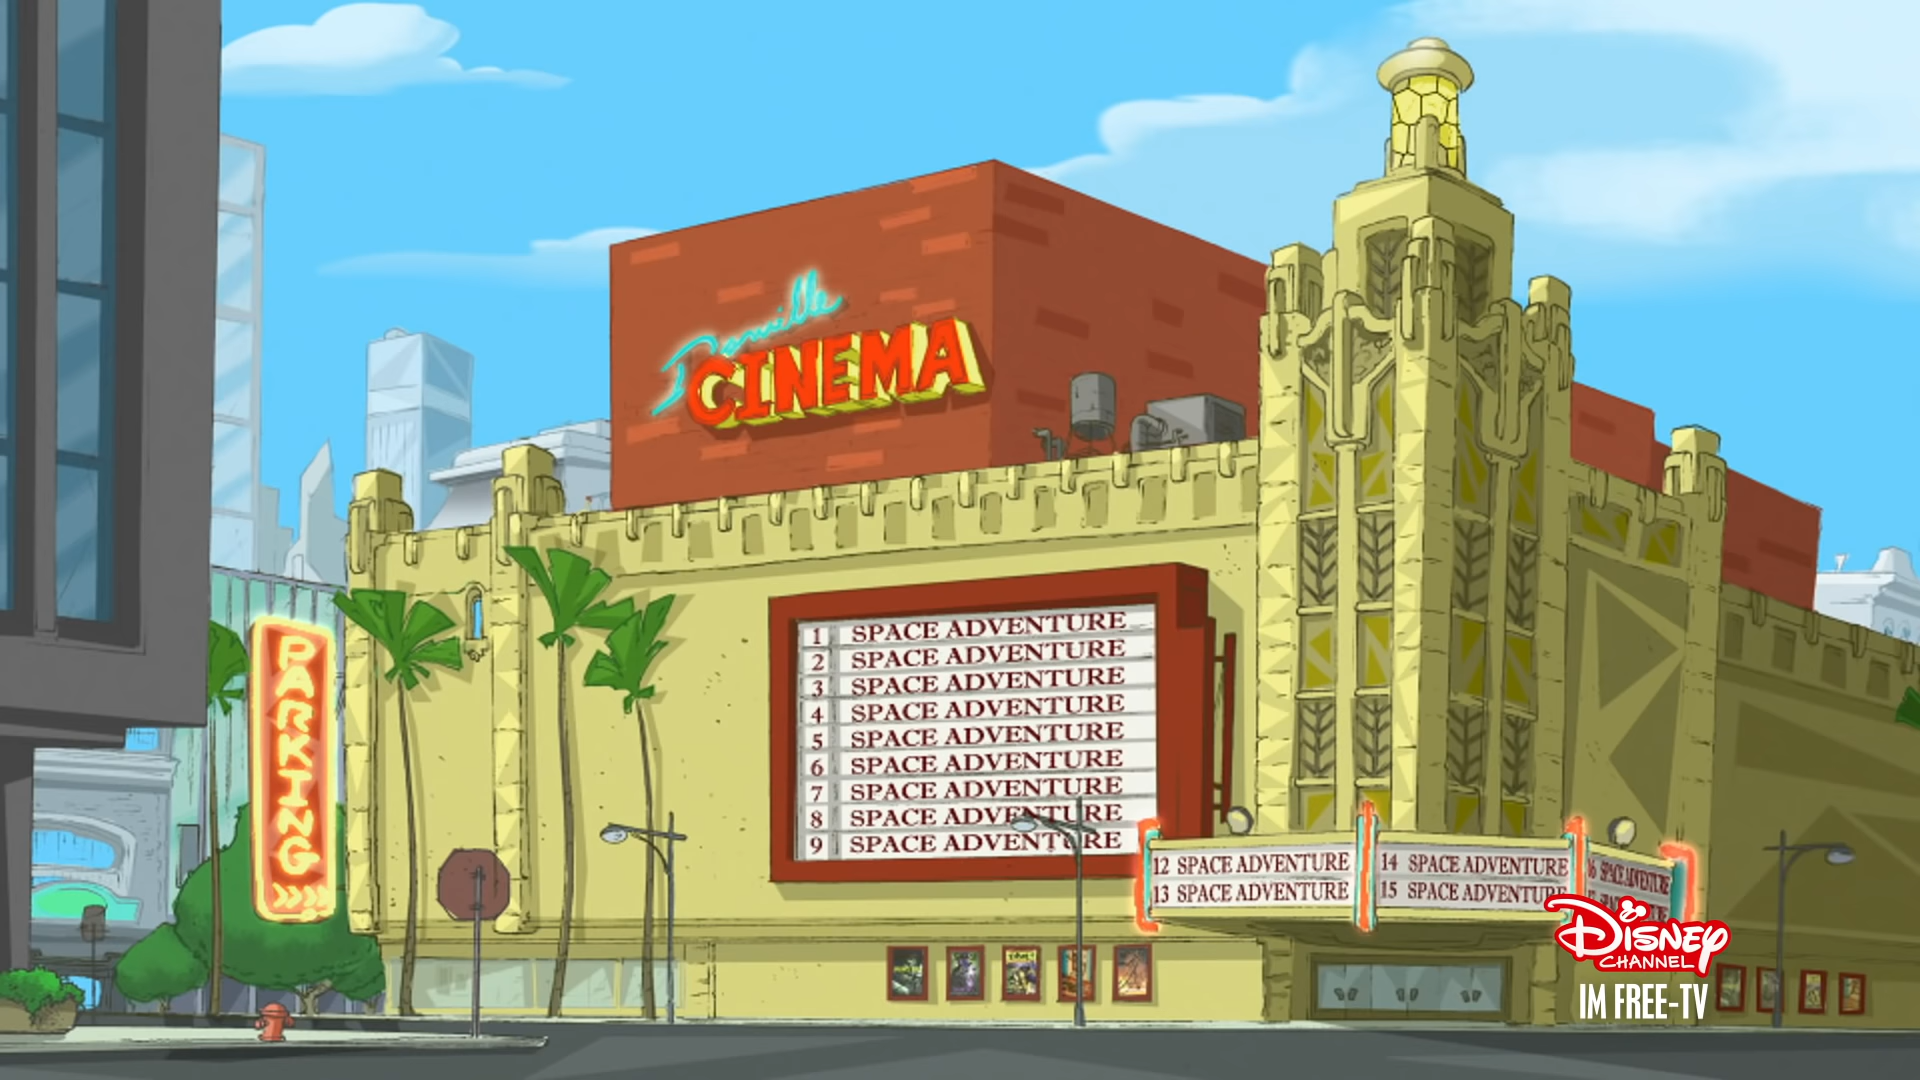 Danville
CINEMA
PARKING
1 SPACE ADVENTURE
2 SPACE ADVENTURE
3 SPACE ADVENTURE
4 SPACE ADVENTURE
5 SPACE ADVENTURE
6 SPACE ADVENTURE
7 SPACE ADVENTURE
8 SPACE ADVENTURE
9 SPACE ADVENTURE
12 SPACE ADVENTURE
13 SPACE ADVENTURE
14 SPACE ADVENTURE
15 SPACE ADVENTURE
16 SPACE ADVENTURE
DISNEY
CHANNEL
IM FREE-TV